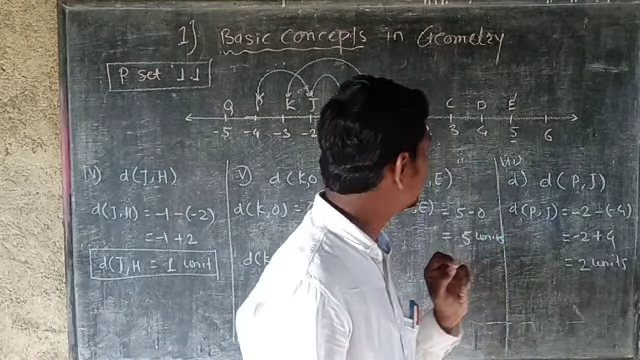 1) Basic Concepts in Geometry
P Set 1.1
Q P K J C D E
-5 -4 -3 -2 3 4 5 6
iv) d(J,H)
d(J,H) = -1-(-2)
= -1+2
d(J,H = 1 unit
v) d(K,O
d(K,O) =
d(K
,E)
,E) = 5-0
= 5 units
d) d(P,J)
d(P,J) = -2-(-4)
= -2+4
= 2 units